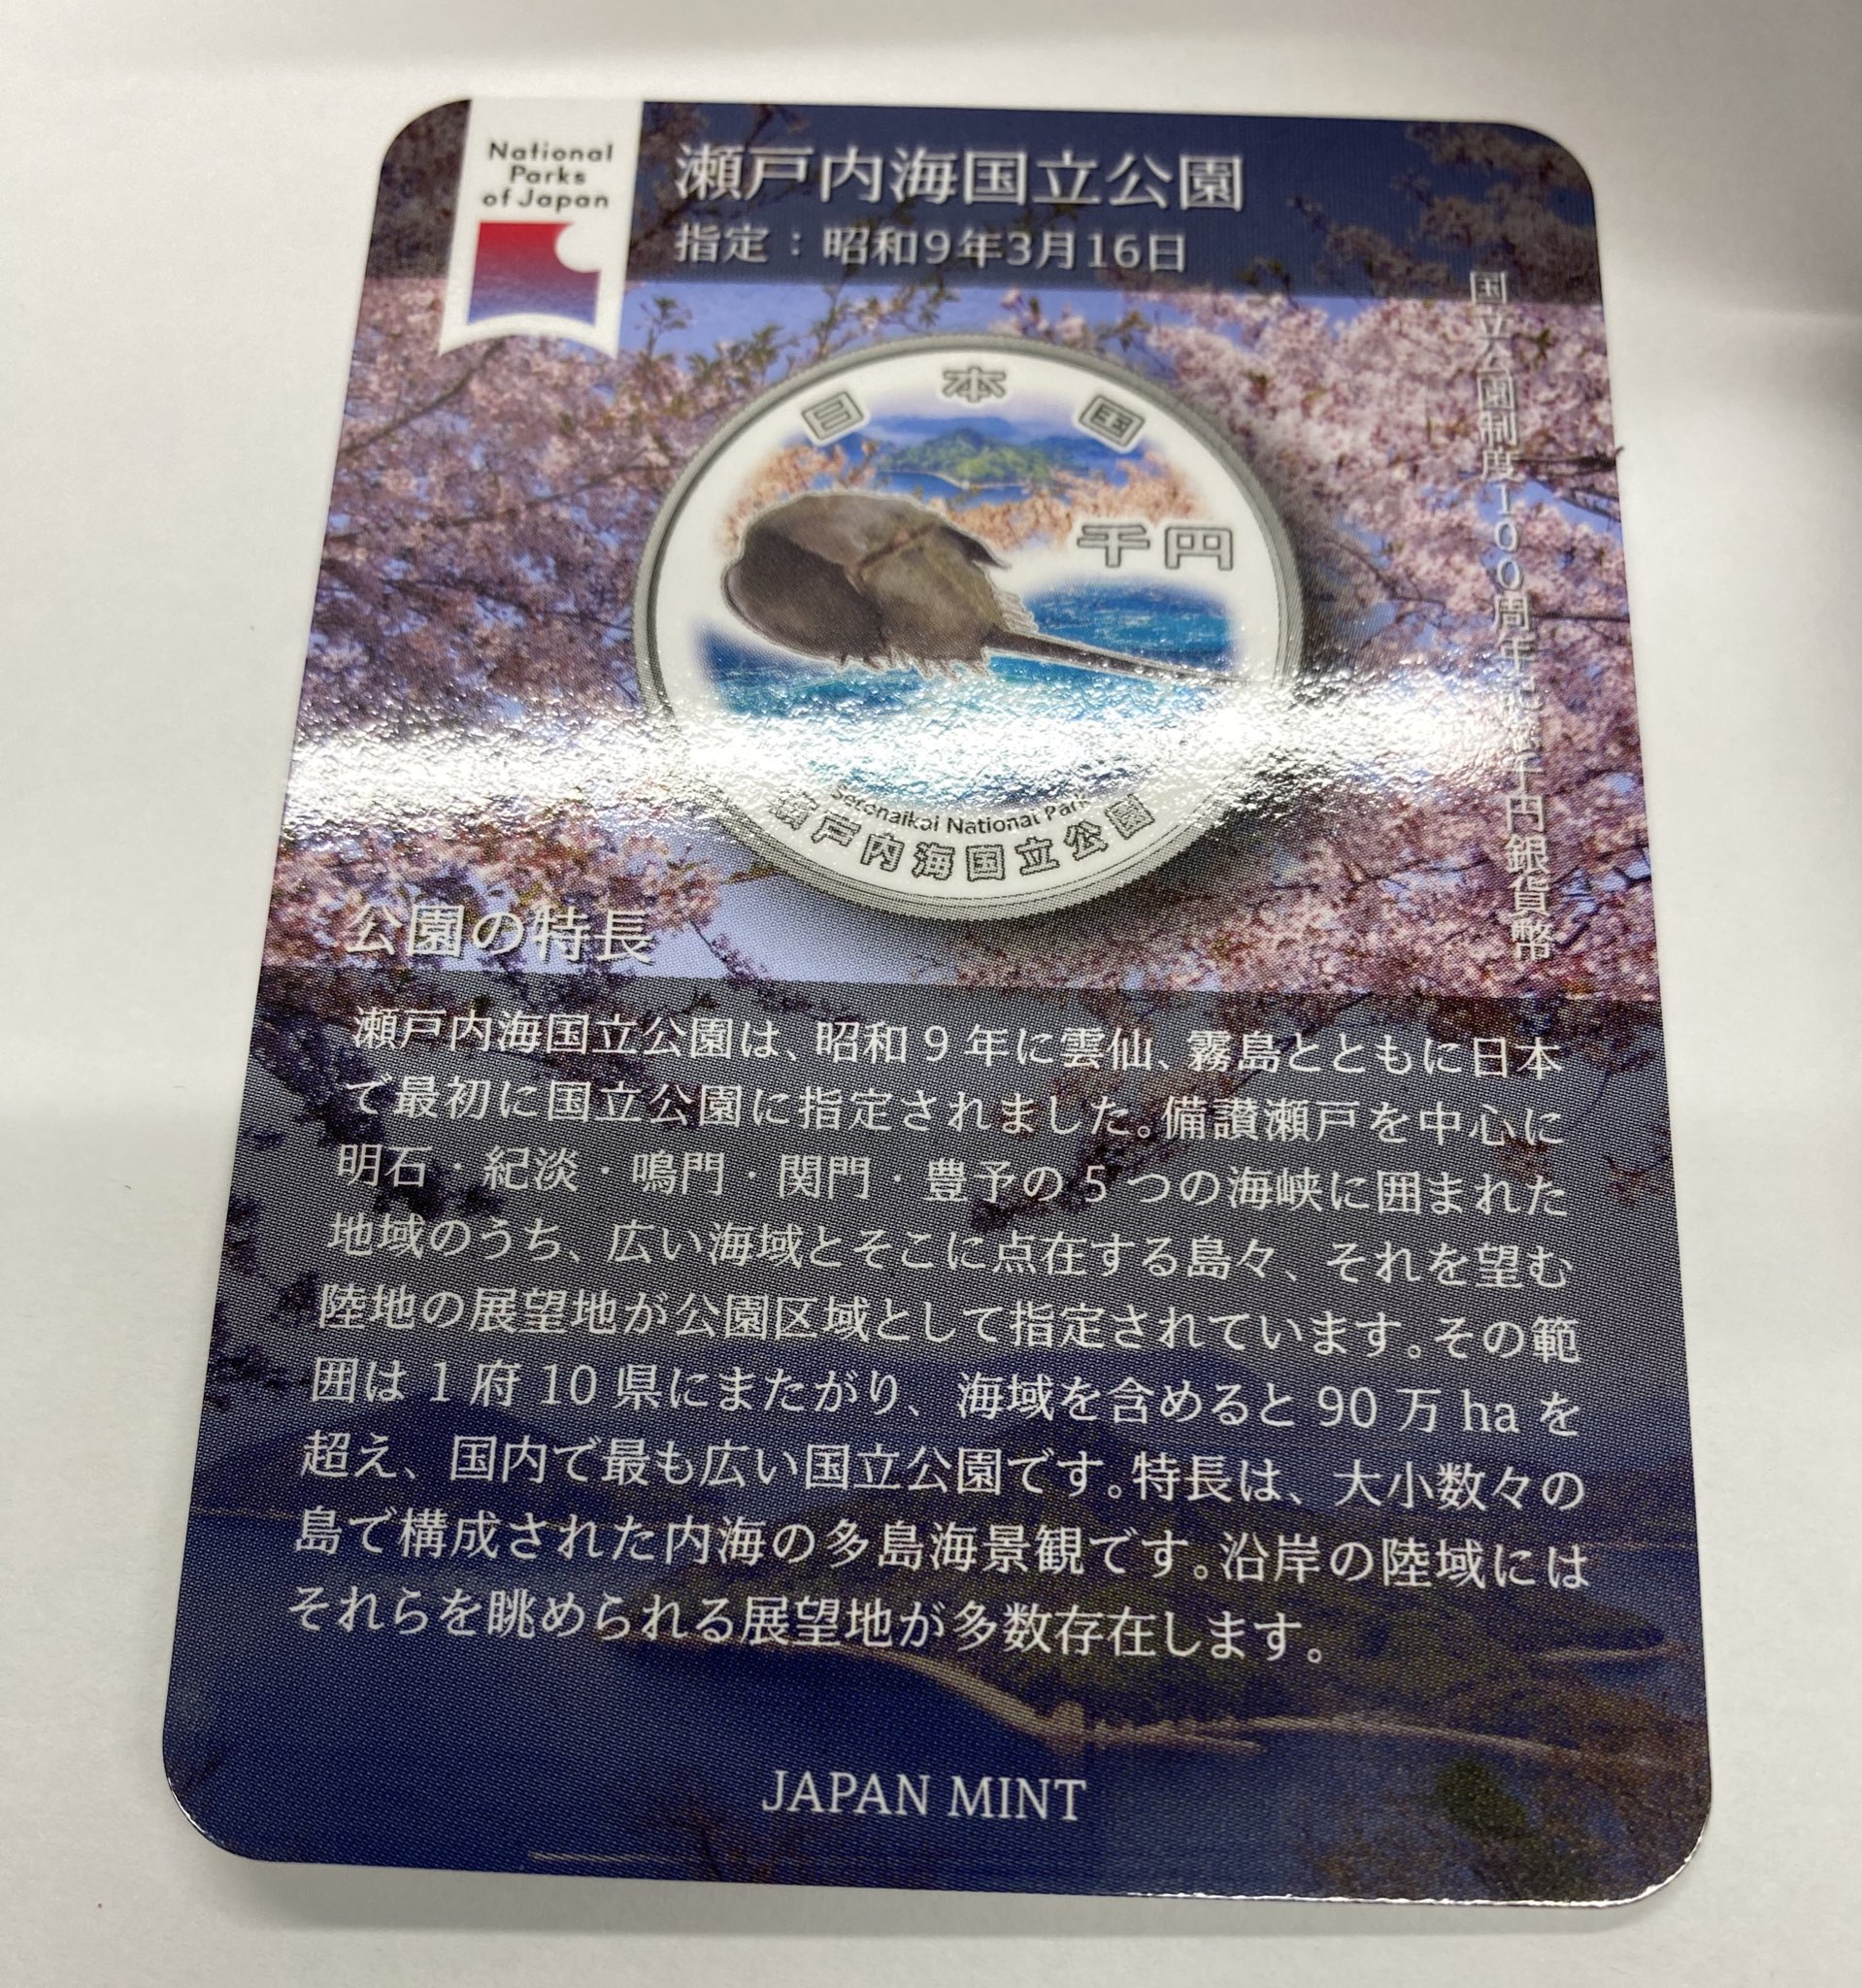 National
Parks
of Japan
瀬戸内海国立公園
指定：昭和9年3月16日
国立公園制度100周年記念千円銀貨幣
日本国
千円
Setonaikai National Park
瀬戸内海国立公園
公園の特長
瀬戸内海国立公園は、昭和 9 年に雲仙、霧島とともに日本
で最初に国立公園に指定されました。備讃瀬戸を中心に
明石・紀淡・鳴門・関門・豊予の 5 つの海峡に囲まれた
地域のうち、広い海域とそこに点在する島々、それを望む
陸地の展望地が公園区域として指定されています。その範
囲は 1 府 10 県にまたがり、海域を含めると 90 万 ha を
超え、国内で最も広い国立公園です。特長は、大小数々の
島で構成された内海の多島海景観です。沿岸の陸域には
それらを眺められる展望地が多数存在します。
JAPAN MINT